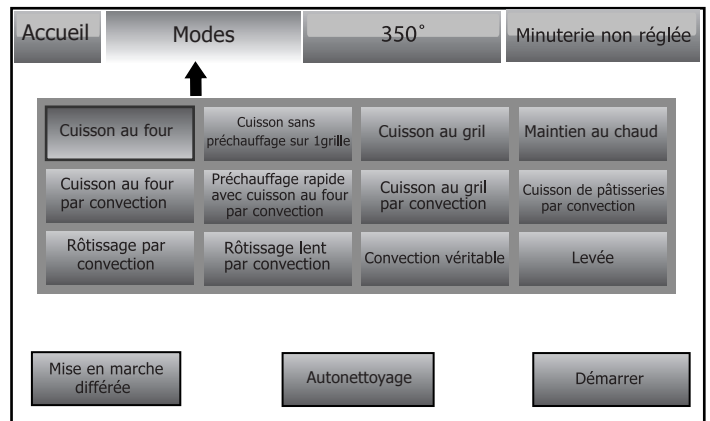 Accueil
Modes
350°
Minuterie non réglée
Cuisson au four
Cuisson sans
préchauffage sur 1grille
Cuisson au gril
Maintien au chaud
Cuisson au four
par convection
Préchauffage rapide
avec cuisson au four
par convection
Cuisson au gril
par convection
Cuisson de pâtisseries
par convection
Rôtissage par
convection
Rôtissage lent
par convection
Convection véritable
Levée
Mise en marche
différée
Autonettoyage
Démarrer